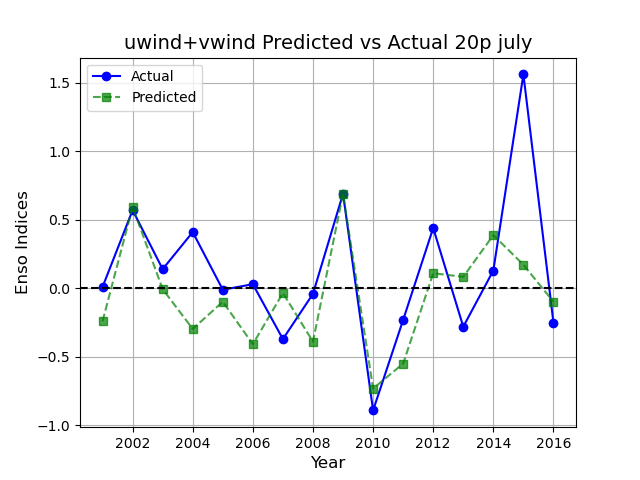 uwind+vwind Predicted vs Actual 20p july
Actual
Predicted
Enso Indices
1.5
1.0
0.5
0.0
−0.5
−1.0
2002 2004 2006 2008 2010 2012 2014 2016
Year